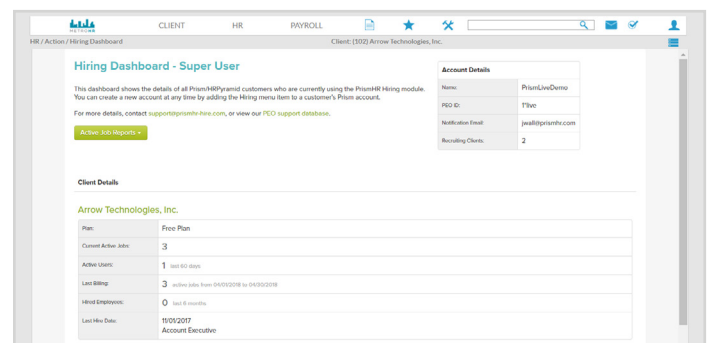 METROHR
CLIENT HR PAYROLL
HR / Action / Hiring Dashboard Client: (102) Arrow Technologies, Inc.
Hiring Dashboard - Super User
This dashboard shows the details of all Prism/HRPyramid customers who are currently using the PrismHR Hiring module.
You can create a new account at any time by adding the Hiring menu item to a customer's Prism account.
For more details, contact support@prismhr-hire.com, or view our PEO support database.
Active Job Reports »
Account Details
Name: PrismLiveDemo
PEO ID: 1*live
Notification Email: jwall@prismhr.com
Recruiting Clients: 2
Client Details
Arrow Technologies, Inc.
Plan: Free Plan
Current Active Jobs: 3
Active Users: 1 last 60 days
Last Billing: 3 active jobs from 04/01/2018 to 04/30/2018
Hired Employees: 0 last 6 months
Last Hire Date: 11/01/2017
Account Executive